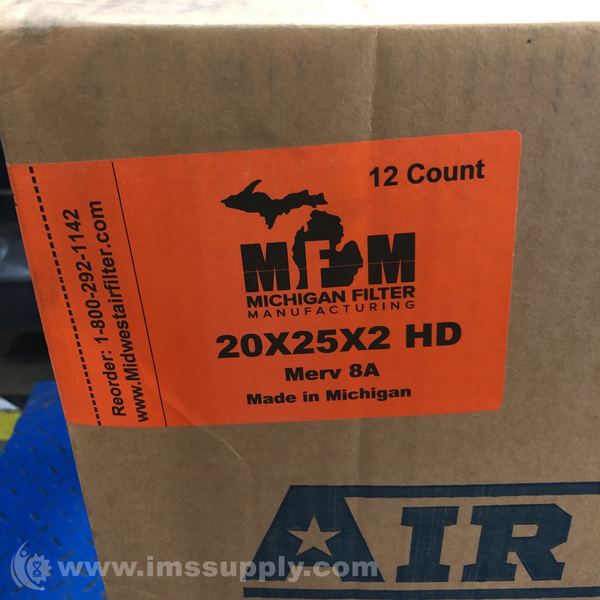 12 Count
MFM
MICHIGAN FILTER
MANUFACTURING
20X25X2 HD
Merv 8A
Made in Michigan
Reorder: 1-800-292-1142
www.Midwestairfilter.com
AIR
www.imssupply.com